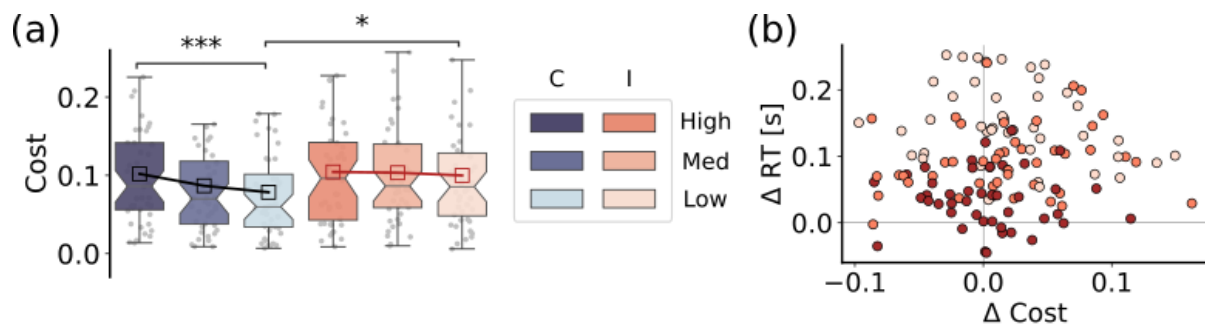 (a)
***
*
Cost
0.2
0.1
0.0
C I
High
Med
Low
(b)
Δ RT [s]
0.2
0.1
0.0
−0.1 0.0 0.1
Δ Cost